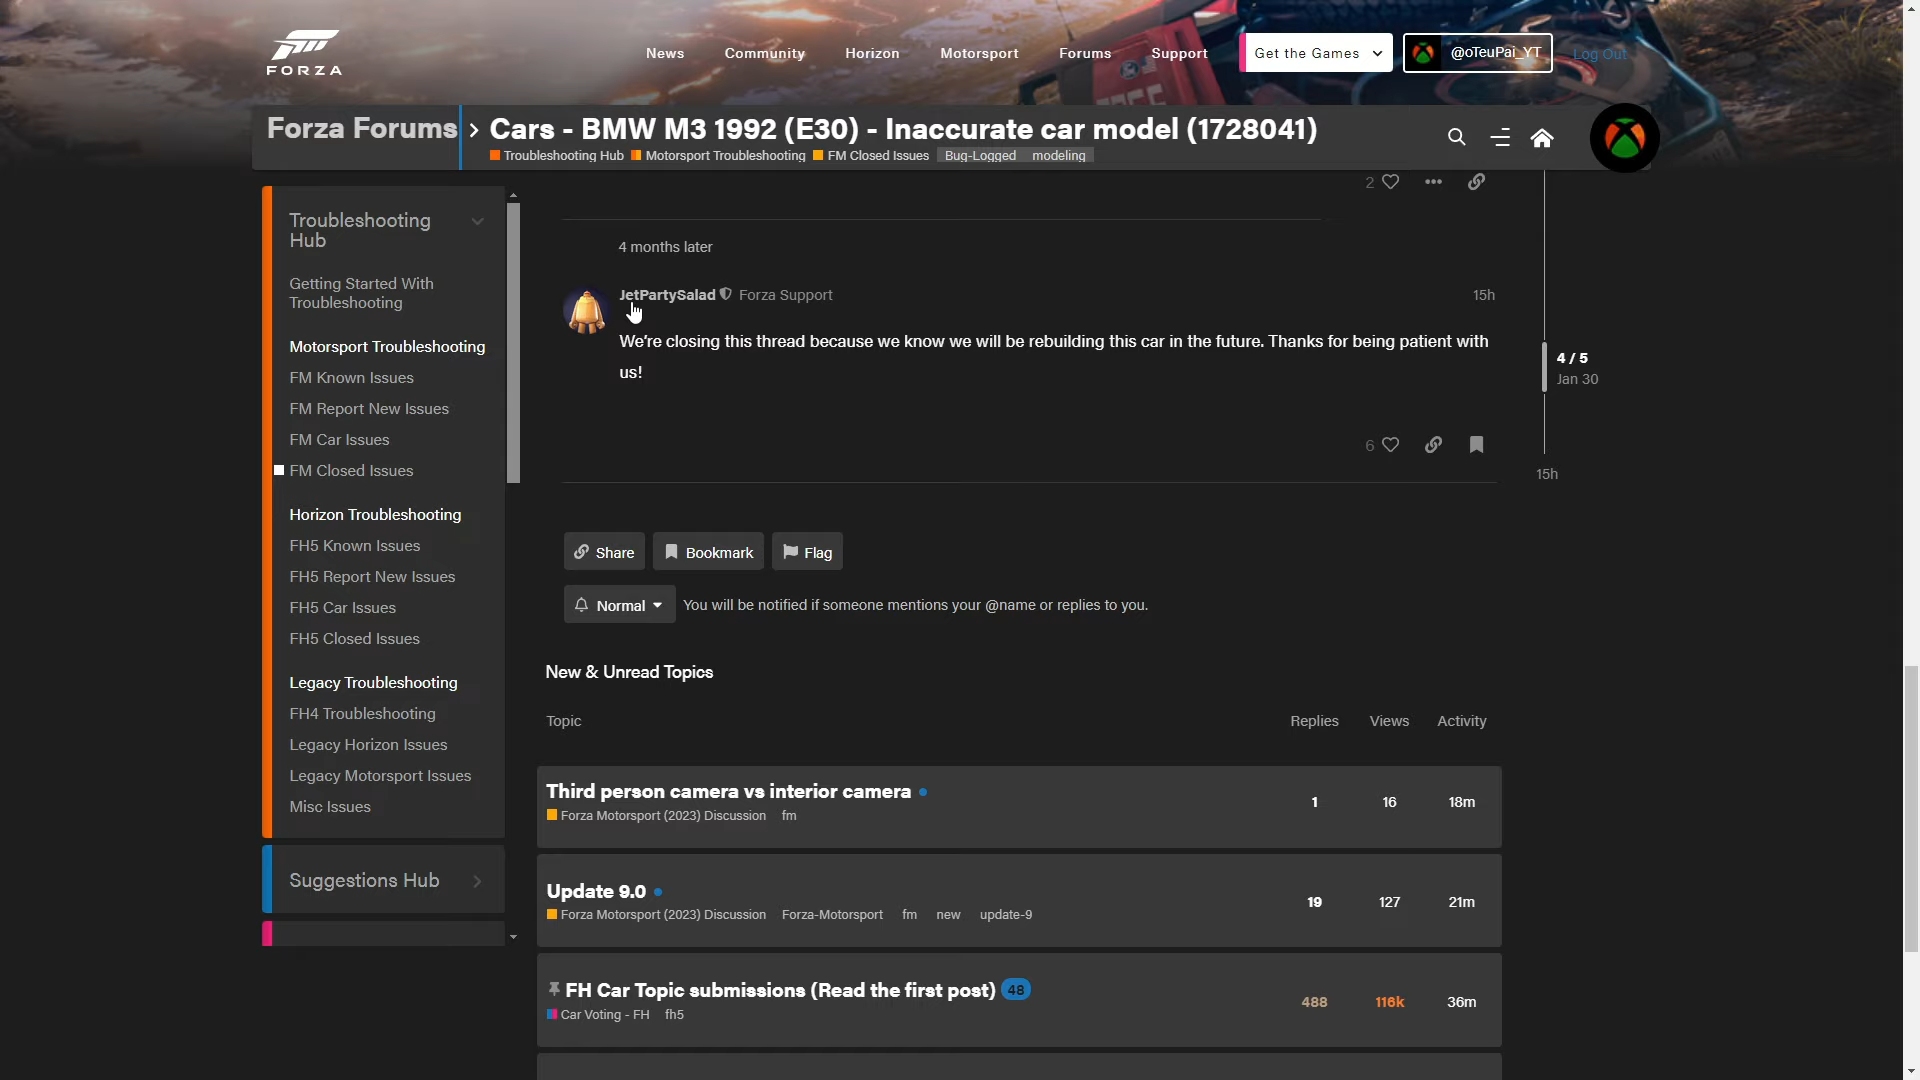 FORZA
News
Community
Horizon
Motorsport
Forums
Support
Get the Games
@oTeuPai_YT
Log Out
Forza Forums
Cars - BMW M3 1992 (E30) - Inaccurate car model (1728041)
Troubleshooting Hub Motorsport Troubleshooting FM Closed Issues Bug-Logged modeling
Troubleshooting
Hub
Getting Started With
Troubleshooting
Motorsport Troubleshooting
FM Known Issues
FM Report New Issues
FM Car Issues
FM Closed Issues
Horizon Troubleshooting
FH5 Known Issues
FH5 Report New Issues
FH5 Car Issues
FH5 Closed Issues
Legacy Troubleshooting
FH4 Troubleshooting
Legacy Horizon Issues
Legacy Motorsport Issues
Misc Issues
Suggestions Hub
2
4 months later
JetPartySalad Forza Support 15h
We're closing this thread because we know we will be rebuilding this car in the future. Thanks for being patient with
us!
6
4 / 5
Jan 30
15h
Share
Bookmark
Flag
Normal
You will be notified if someone mentions your @name or replies to you.
New & Unread Topics
Topic Replies Views Activity
Third person camera vs interior camera
Forza Motorsport (2023) Discussion fm
1 16 18m
Update 9.0
Forza Motorsport (2023) Discussion Forza-Motorsport fm new update-9
19 127 21m
FH Car Topic submissions (Read the first post) 48
Car Voting - FH fh5
488 116k 36m